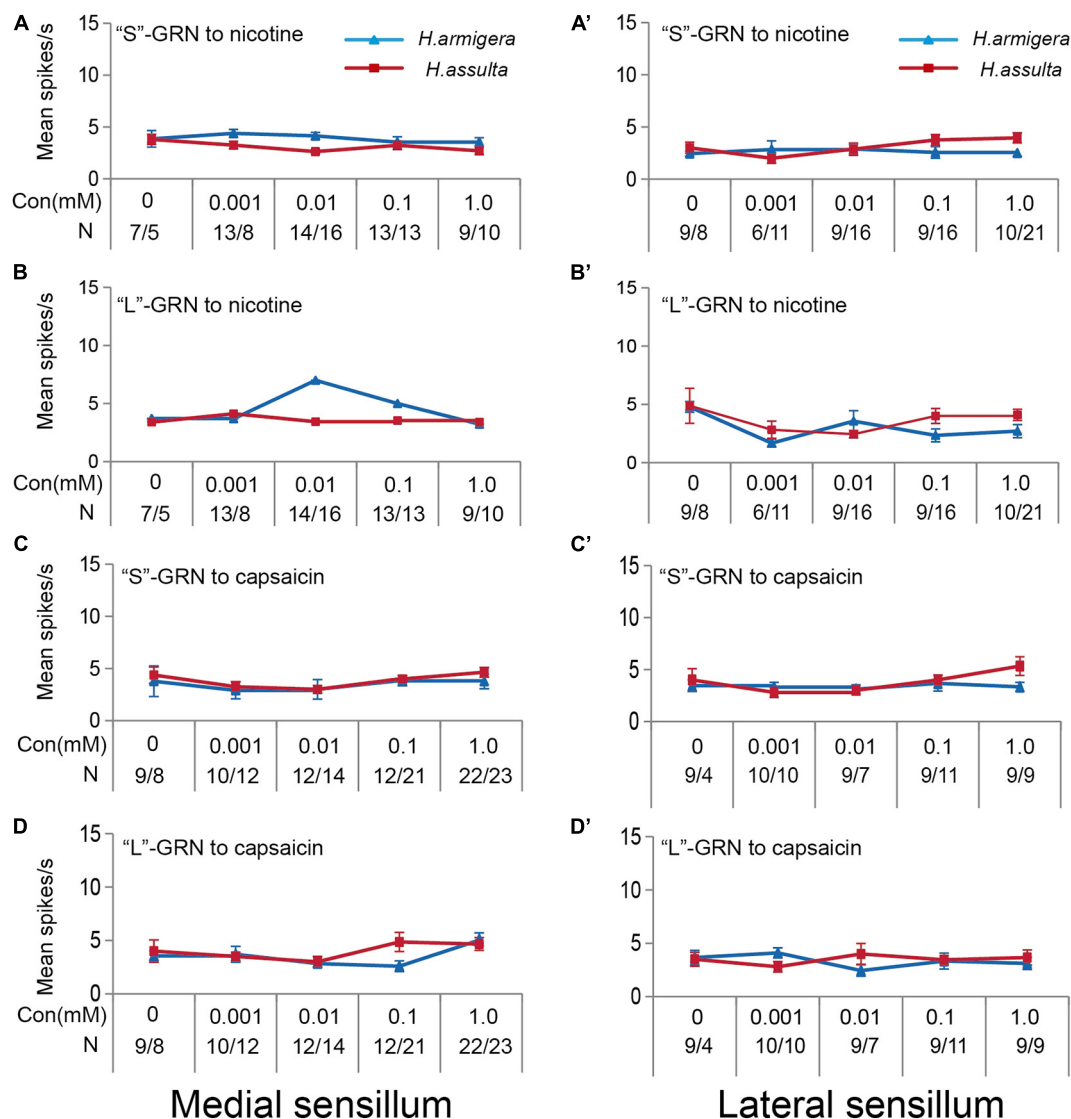 A
“S”-GRN to nicotine
H.armigera
H.assulta
Mean spikes/s
15
10
5
0
Con(mM) 0 0.001 0.01 0.1 1.0
N 7/5 13/8 14/16 13/13 9/10
A’
“S”-GRN to nicotine
H.armigera
H.assulta
15
10
5
0
0 0.001 0.01 0.1 1.0
9/8 6/11 9/16 9/16 10/21
B
“L”-GRN to nicotine
Mean spikes/s
15
10
5
0
Con(mM) 0 0.001 0.01 0.1 1.0
N 7/5 13/8 14/16 13/13 9/10
B’
“L”-GRN to nicotine
15
10
5
0
0 0.001 0.01 0.1 1.0
9/8 6/11 9/16 9/16 10/21
C
“S”-GRN to capsaicin
Mean spikes/s
15
10
5
0
Con(mM) 0 0.001 0.01 0.1 1.0
N 9/8 10/12 12/14 12/21 22/23
C’
“S”-GRN to capsaicin
15
10
5
0
0 0.001 0.01 0.1 1.0
9/4 10/10 9/7 9/11 9/9
D
“L”-GRN to capsaicin
Mean spikes/s
15
10
5
0
Con(mM) 0 0.001 0.01 0.1 1.0
N 9/8 10/12 12/14 12/21 22/23
D’
“L”-GRN to capsaicin
15
10
5
0
0 0.001 0.01 0.1 1.0
9/4 10/10 9/7 9/11 9/9
Medial sensillum
Lateral sensillum